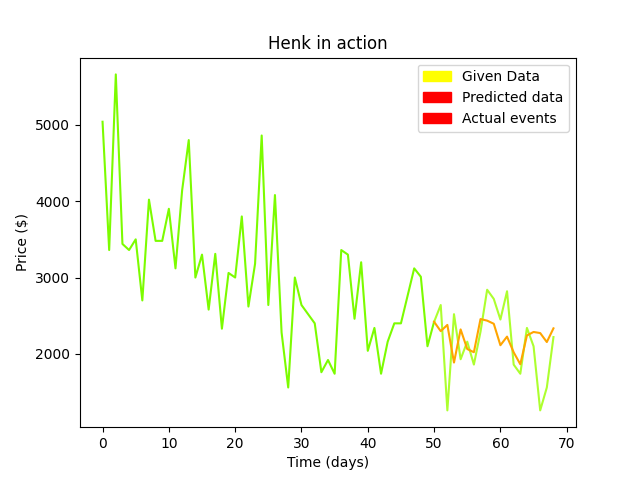 Henk in action
Given Data
Predicted data
Actual events
Price ($)
5000
4000
3000
2000
0 10 20 30 40 50 60 70
Time (days)